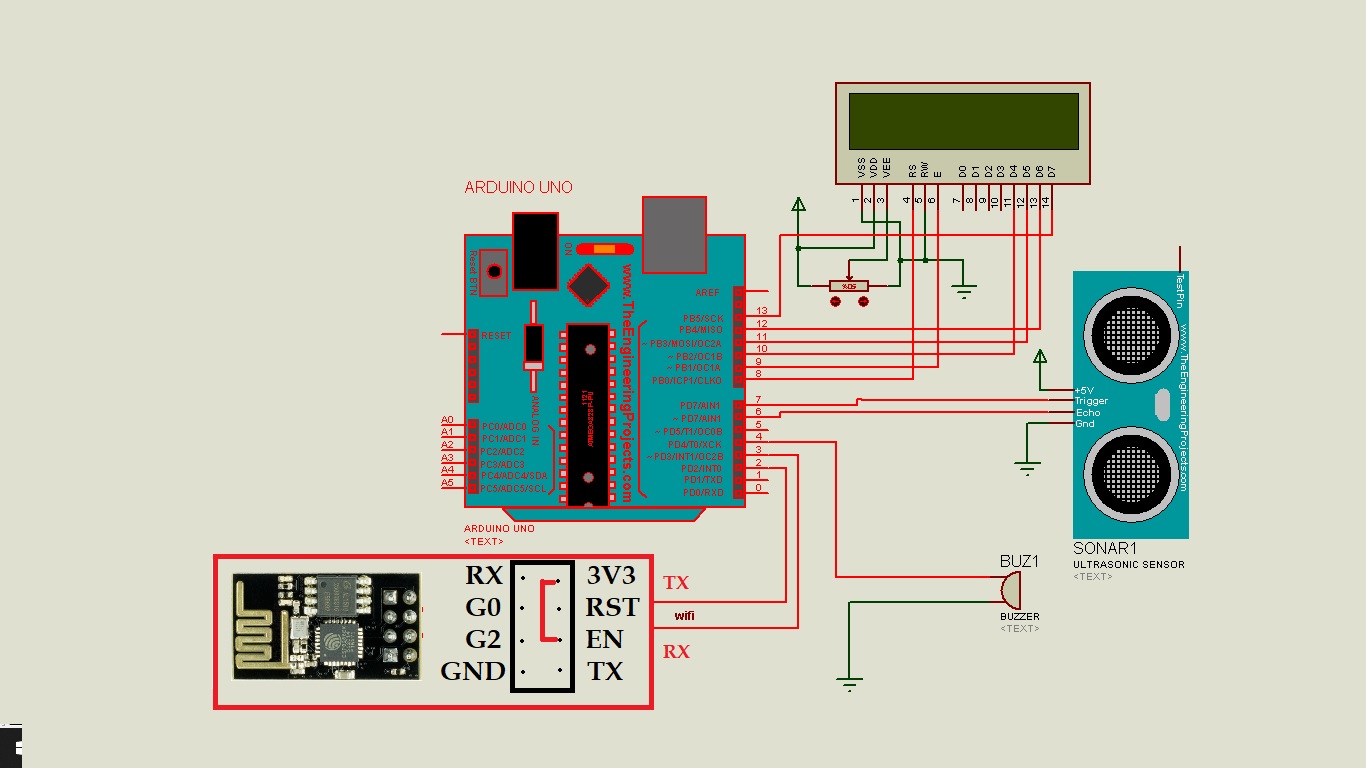 VSS
VDD
VEE
RS
RW
E
D0
D1
D2
D3
D4
D5
D6
D7
1
2
3
4
5
6
7
8
9
10
11
12
13
14
ARDUINO UNO
Reset BTN
ON
www.TheEngineeringProjects.com
ANALOG IN
1121
RESET
AREF
PB5/SCK
13
PB4/MISO
12
~ PB3/MOSI/OC2A
11
~ PB2/OC1B
10
~ PB1/OC1A
9
PB0/ICP1/CLKO
8
PD7/AIN1
7
~ PD7/AIN1
6
~ PD5/T1/OC0B
5
PD4/T0/XCK
4
~ PD3/INT1/OC2B
3
PD2/INT0
2
PD1/TXD
1
PD0/RXD
0
A0
PC0/ADC0
A1
PC1/ADC1
A2
PC2/ADC2
A3
PC3/ADC3
A4
PC4/ADC4/SDA
A5
PC5/ADC5/SCL
ARDUINO UNO
<TEXT>
TestPin
www.TheEngineeringProjects.com
+5V
Trigger
Echo
Gnd
SONAR1
ULTRASONIC SENSOR
<TEXT>
BUZ1
BUZZER
<TEXT>
RX
3V3
G0
RST
G2
EN
GND
TX
TX
wifi
RX